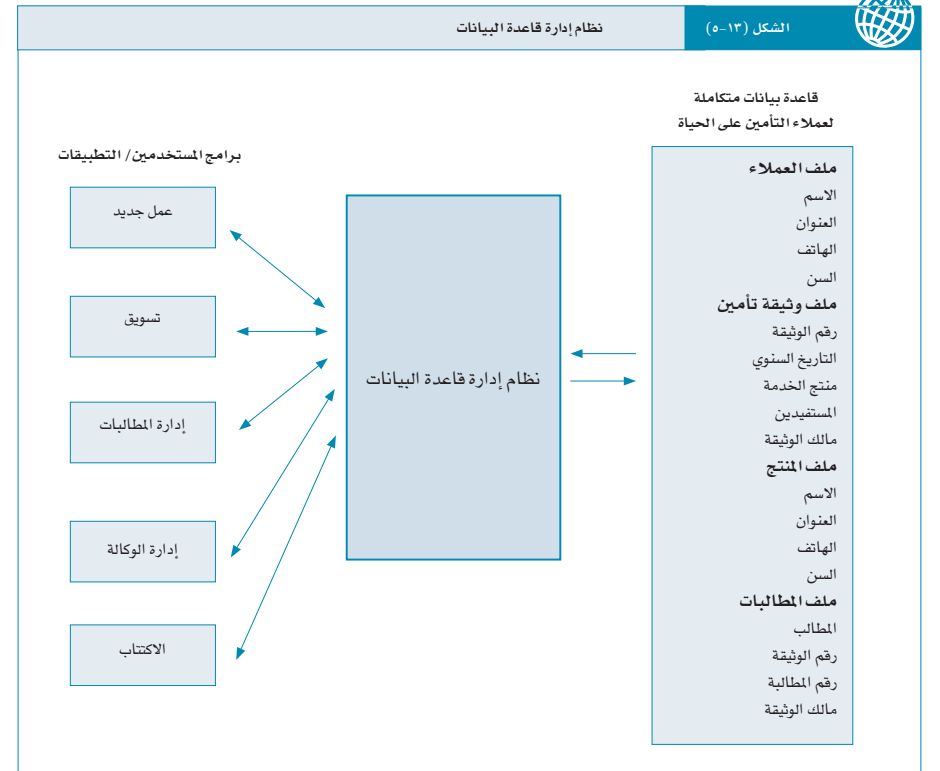 الشكل (١٣-٥)
نظام إدارة قاعدة البيانات
قاعدة بيانات متكاملة
لعملاء التأمين على الحياة
ملف العملاء
الاسم
العنوان
الهاتف
السن
ملف وثيقة تأمين
رقم الوثيقة
التاريخ السنوي
منتج الخدمة
المستفيدين
مالك الوثيقة
ملف المنتج
الاسم
العنوان
الهاتف
السن
ملف المطالبات
المطالب
رقم الوثيقة
رقم المطالبة
مالك الوثيقة
نظام إدارة قاعدة البيانات
برامج المستخدمين/ التطبيقات
عمل جديد
تسويق
إدارة المطالبات
إدارة الوكالة
الاكتتاب